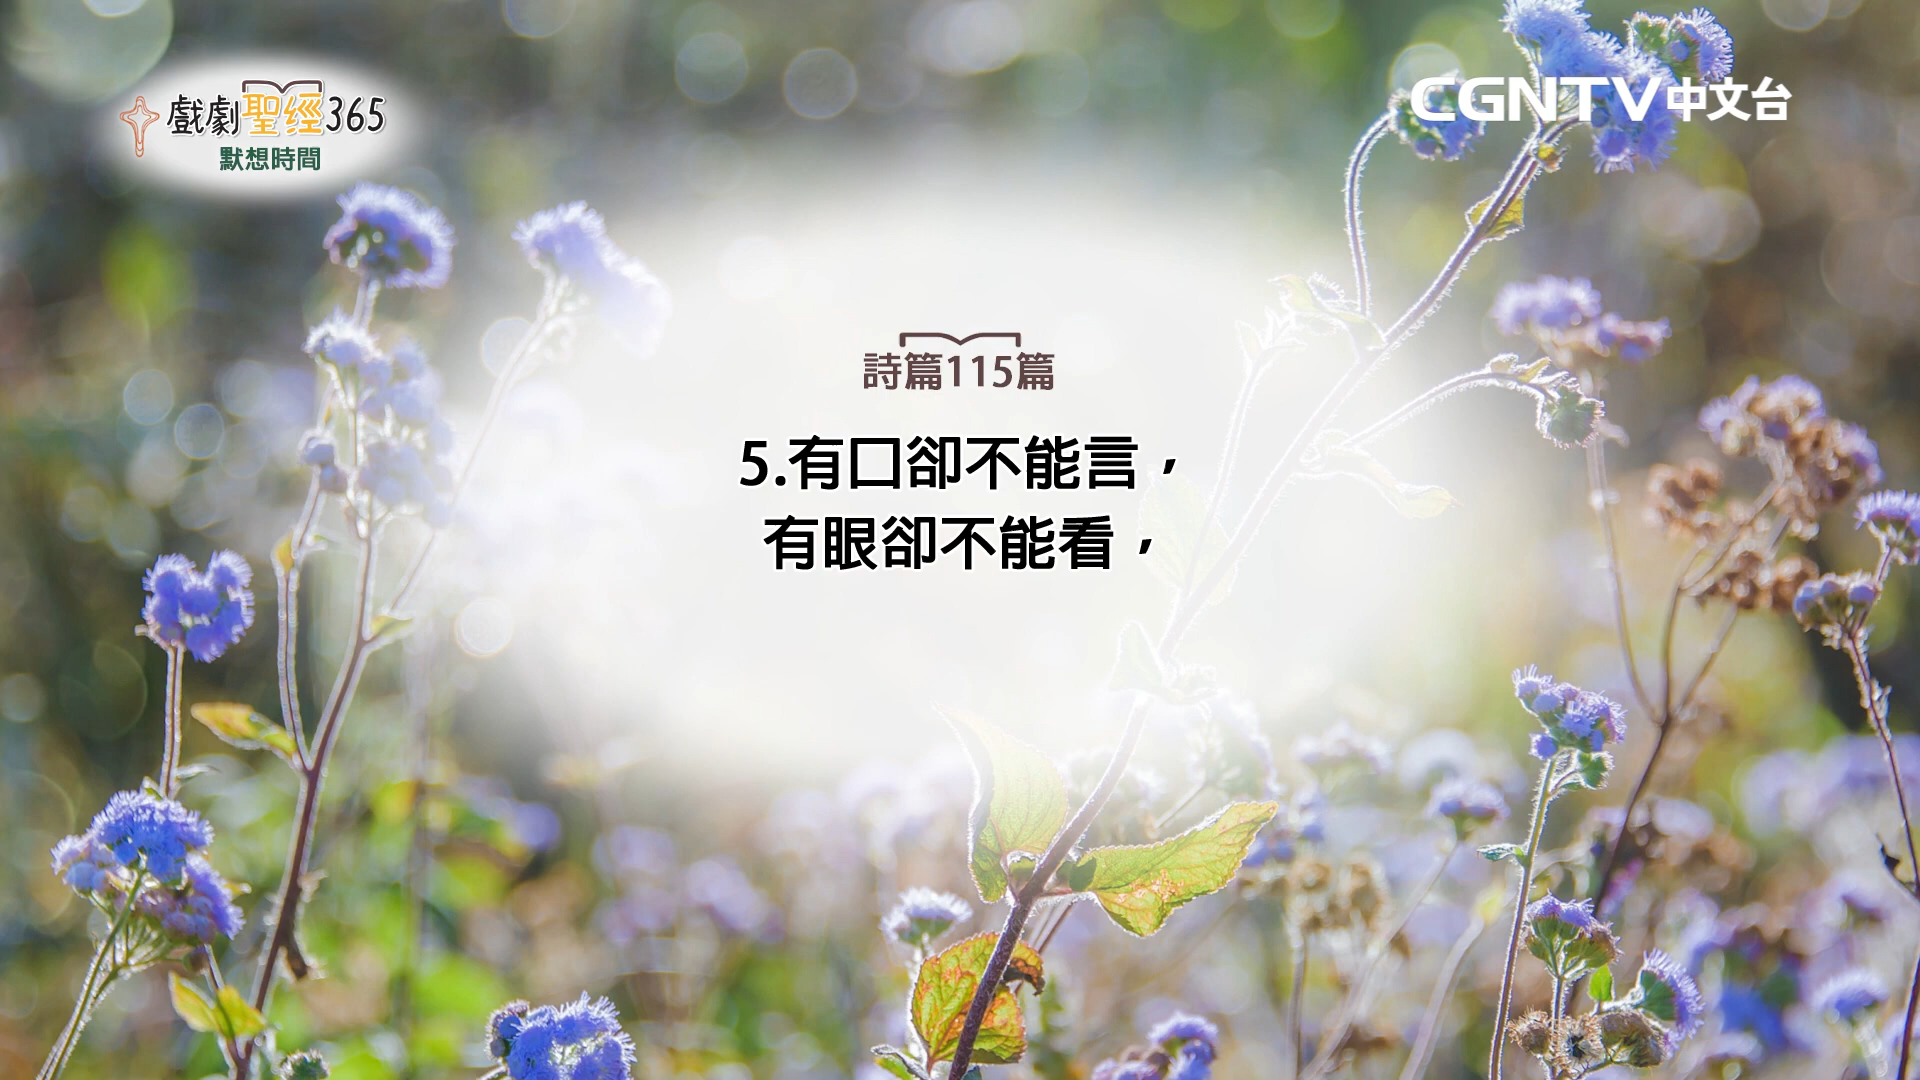 戲劇聖經365
默想時間
CGNTV中文台
詩篇115篇
5.有口卻不能言，
有眼卻不能看，